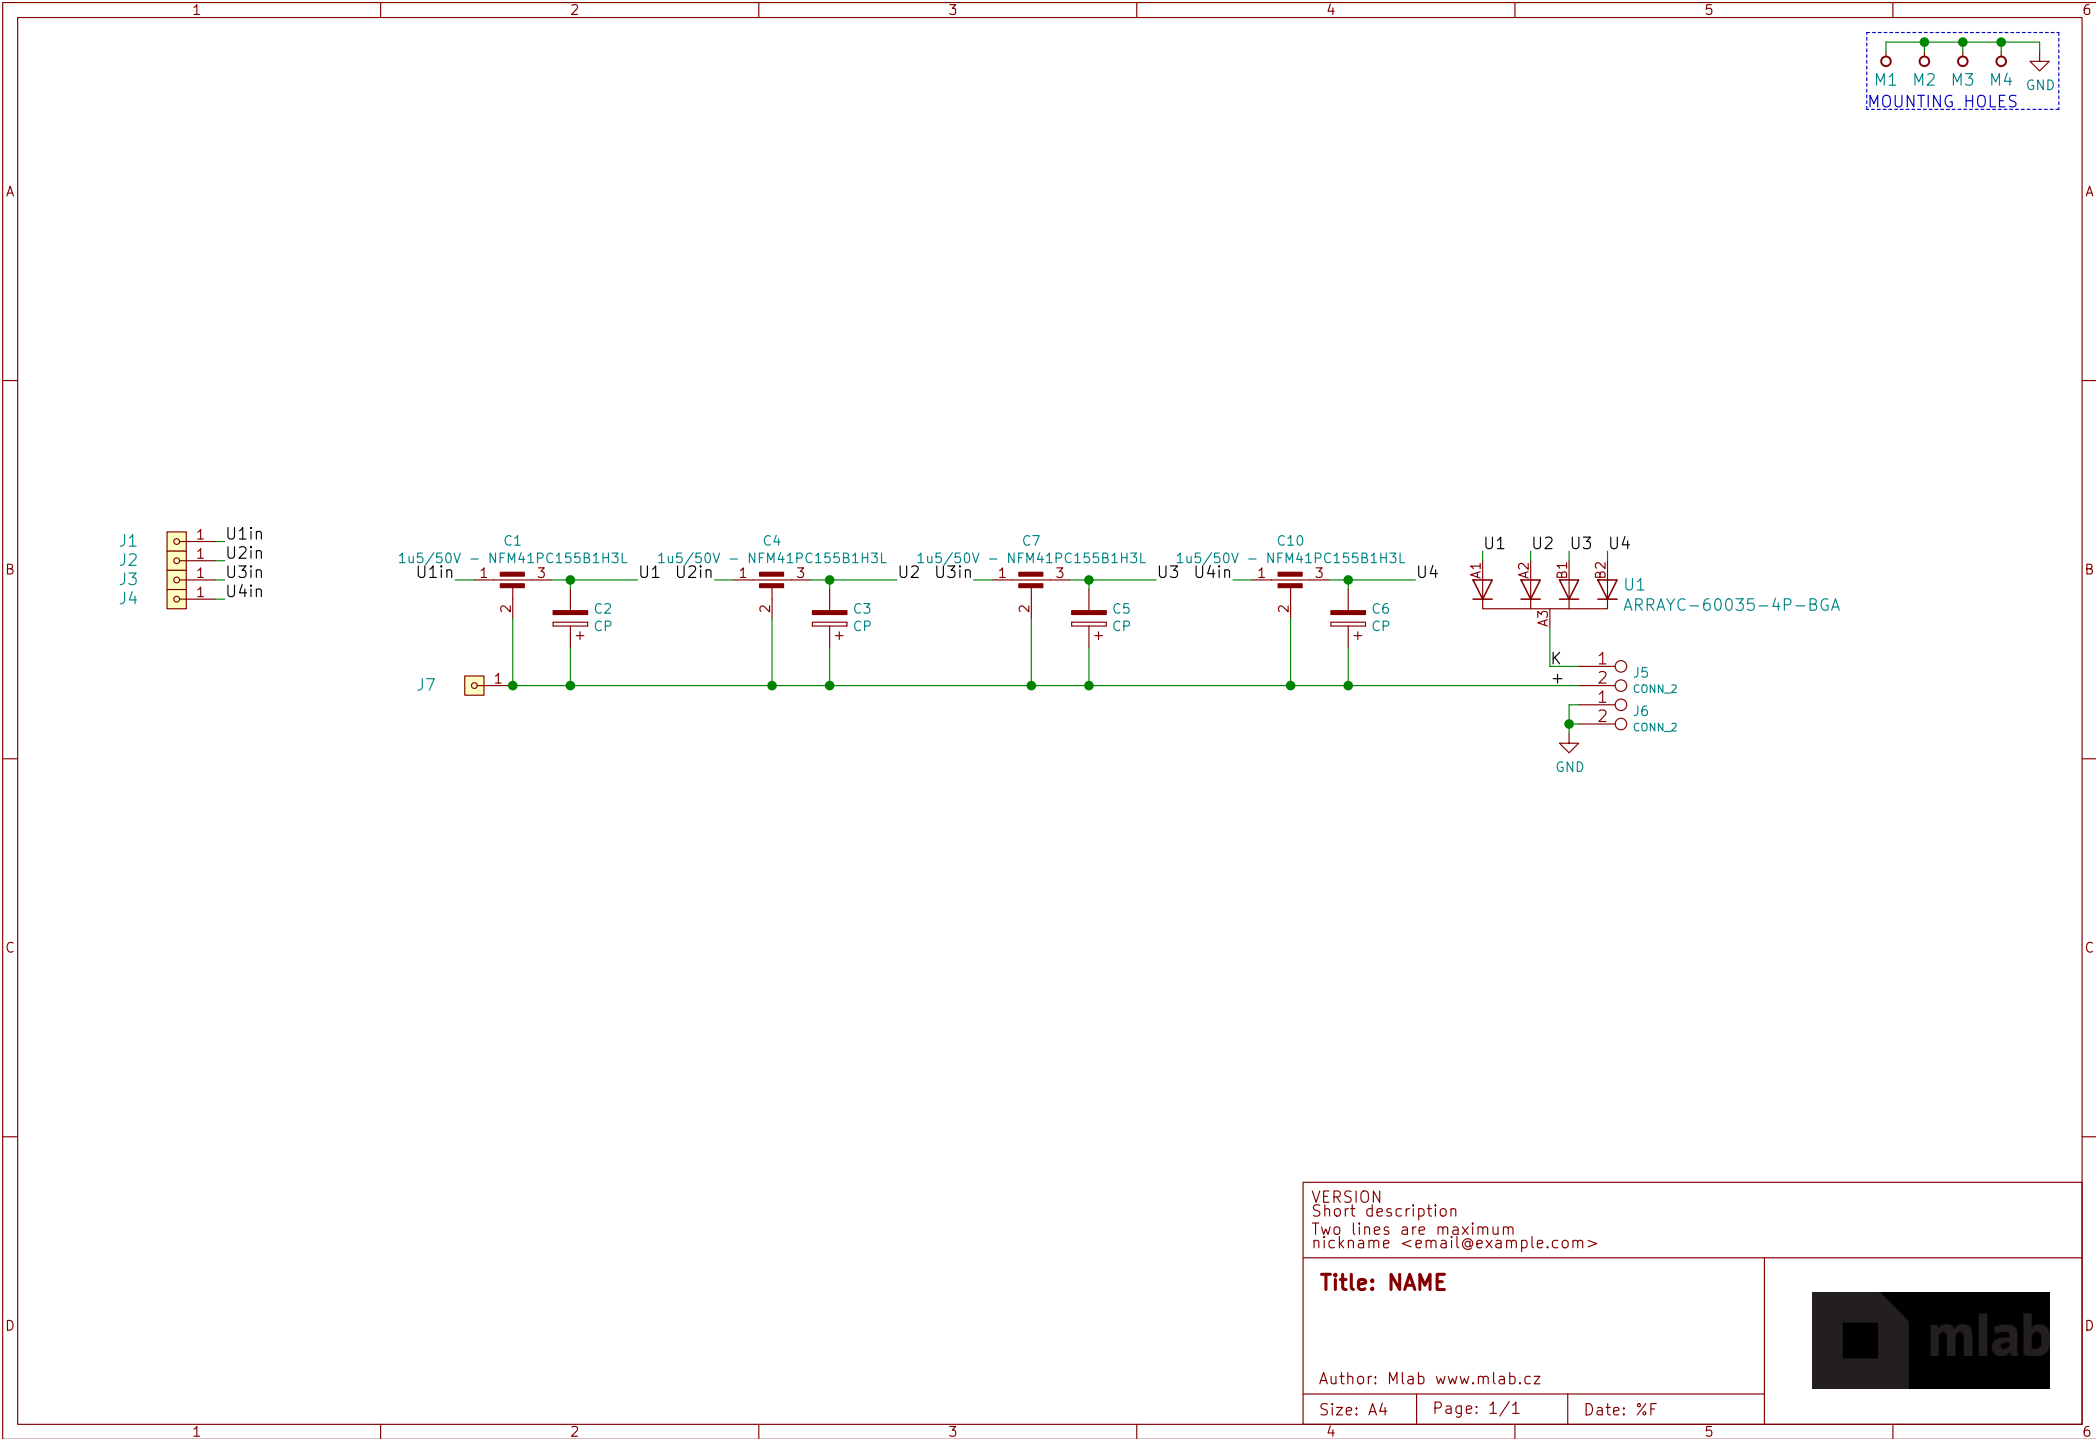 1 2 3 4 5 6
M1 M2 M3 M4 GND
MOUNTING HOLES
A A
J1 1 U1in
J2 1 U2in
J3 1 U3in
J4 1 U4in
B B
C1
1u5/50V - NFM41PC155B1H3L
U1in 1 3 U1
2
C2
CP
+
C4
1u5/50V - NFM41PC155B1H3L
U2in 1 3 U2
2
C3
CP
+
C7
1u5/50V - NFM41PC155B1H3L
U3in 1 3 U3
2
C5
CP
+
C10
1u5/50V - NFM41PC155B1H3L
U4in 1 3 U4
2
C6
CP
+
U1 U2 U3 U4
A1 A2 B1 B2
U1
ARRAYC-60035-4P-BGA
A3
K 1
J5
+ 2
CONN_2
1
J6
2
CONN_2
GND
J7 1
C C
VERSION
Short description
Two lines are maximum
nickname <email@example.com>
Title: NAME
D D
mlab
Author: Mlab www.mlab.cz
Size: A4 Page: 1/1 Date: %F
1 2 3 4 5 6